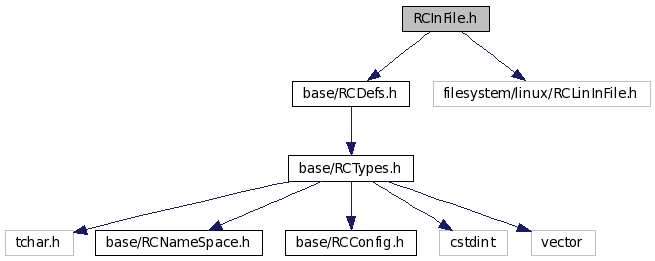 RCInFile.h
base/RCDefs.h
filesystem/linux/RCLinInFile.h
base/RCTypes.h
tchar.h
base/RCNameSpace.h
base/RCConfig.h
cstdint
vector